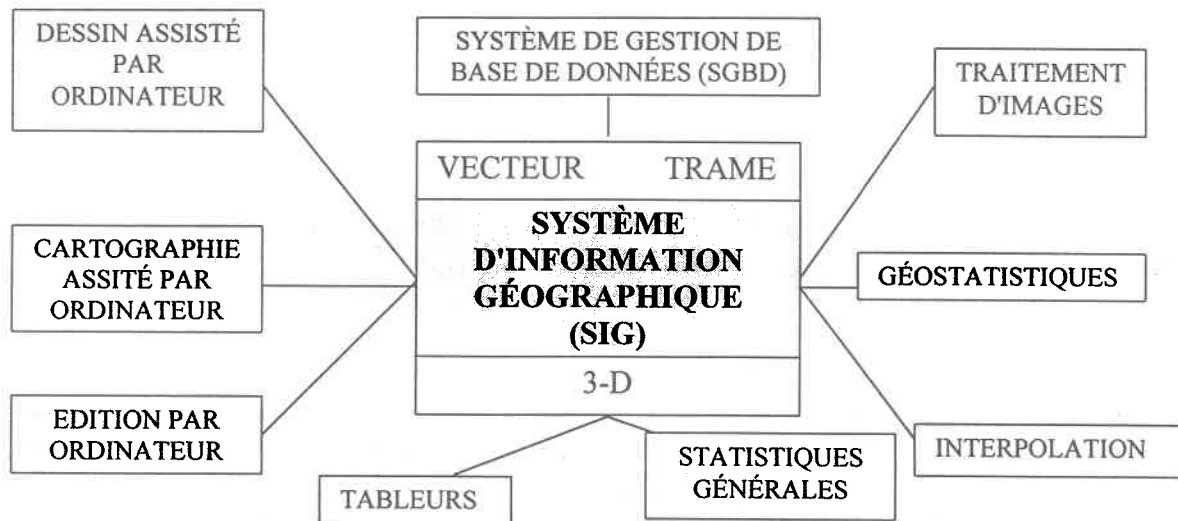 DESSIN ASSISTÉ
PAR
ORDINATEUR
SYSTÈME DE GESTION DE
BASE DE DONNÉES (SGBD)
TRAITEMENT
D'IMAGES
VECTEUR TRAME
SYSTÈME
D'INFORMATION
GÉOGRAPHIQUE
(SIG)
3-D
CARTOGRAPHIE
ASSITÉ PAR
ORDINATEUR
GÉOSTATISTIQUES
EDITION PAR
ORDINATEUR
INTERPOLATION
TABLEURS
STATISTIQUES
GÉNÉRALES